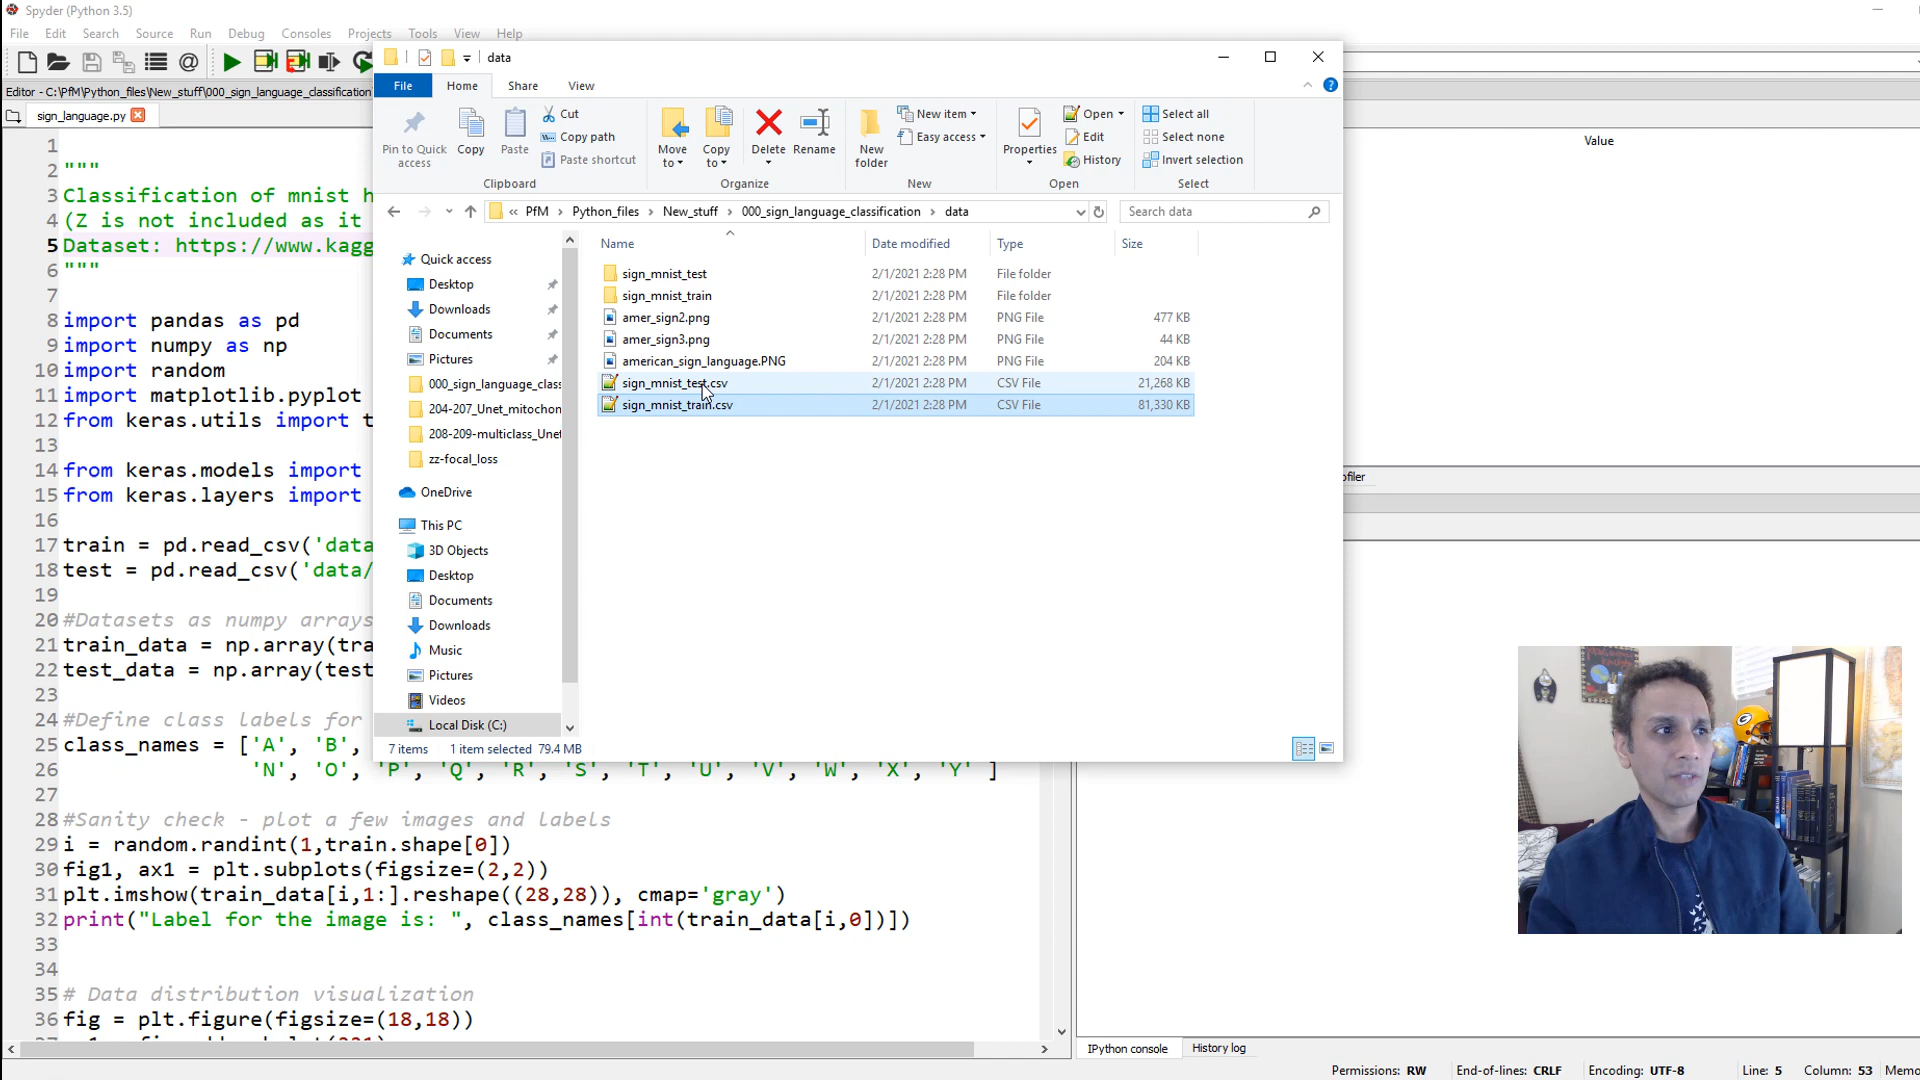 Spyder (Python 3.5)
File Edit Search Source Run Debug Consoles Projects Tools View Help
Editor - C:\PfM\Python_files\New_stuff\000_sign_language_classification
sign_language.py
1
2 """
3 Classification of mnist h
4 (Z is not included as it
5 Dataset: https://www.kagg
6 """
7
8 import pandas as pd
9 import numpy as np
10 import random
11 import matplotlib.pyplot
12 from keras.utils import t
13
14 from keras.models import
15 from keras.layers import
16
17 train = pd.read_csv('data
18 test = pd.read_csv('data/
19
20 #Datasets as numpy arrays
21 train_data = np.array(tra
22 test_data = np.array(test
23
24 #Define class labels for
25 class_names = ['A', 'B',
26 'N', 'O', 'P', 'Q', 'R', 'S', 'T', 'U', 'V', 'W', 'X', 'Y' ]
27
28 #Sanity check - plot a few images and labels
29 i = random.randint(1,train.shape[0])
30 fig1, ax1 = plt.subplots(figsize=(2,2))
31 plt.imshow(train_data[i,1:].reshape((28,28)), cmap='gray')
32 print("Label for the image is: ", class_names[int(train_data[i,0])])
33
34
35 # Data distribution visualization
36 fig = plt.figure(figsize=(18,18))
data
File Home Share View
Pin to Quick access
Copy
Paste
Cut
Copy path
Paste shortcut
Clipboard
Move to
Copy to
Delete
Rename
Organize
New folder
New item
Easy access
New
Properties
Open
Edit
History
Open
Select all
Select none
Invert selection
Select
« PfM > Python_files > New_stuff > 000_sign_language_classification > data
Search data
Quick access
Desktop
Downloads
Documents
Pictures
000_sign_language_class
204-207_Unet_mitochon
208-209-multiclass_Unet
zz-focal_loss
OneDrive
This PC
3D Objects
Desktop
Documents
Downloads
Music
Pictures
Videos
Local Disk (C:)
Name Date modified Type Size
sign_mnist_test 2/1/2021 2:28 PM File folder
sign_mnist_train 2/1/2021 2:28 PM File folder
amer_sign2.png 2/1/2021 2:28 PM PNG File 477 KB
amer_sign3.png 2/1/2021 2:28 PM PNG File 44 KB
american_sign_language.PNG 2/1/2021 2:28 PM PNG File 204 KB
sign_mnist_test.csv 2/1/2021 2:28 PM CSV File 21,268 KB
sign_mnist_train.csv 2/1/2021 2:28 PM CSV File 81,330 KB
7 items 1 item selected 79.4 MB
Value
ofiler
IPython console History log
Permissions: RW End-of-lines: CRLF Encoding: UTF-8 Line: 5 Column: 53 Memo